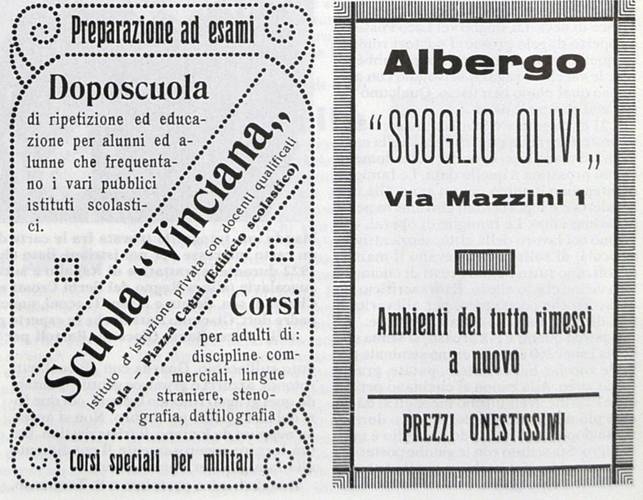 Preparazione ad esami
Doposcuola
di ripetizione ed educa-
zione per alunni ed a-
lunne che frequenta-
no i vari pubblici
istituti scolasti-
ci.
Scuola Vinciana„
Istituto d' istruzione privata con docenti qualificati
Pola - Piazza Cagni (Edificio scolastico)
Corsi
per adulti di:
discipline com-
merciali, lingue
straniere, steno-
grafia, dattilografia
Corsi speciali per militari
Albergo
“SCOGLIO OLIVI„
Via Mazzini 1
Ambienti del tutto rimessi
a nuovo
PREZZI ONESTISSIMI